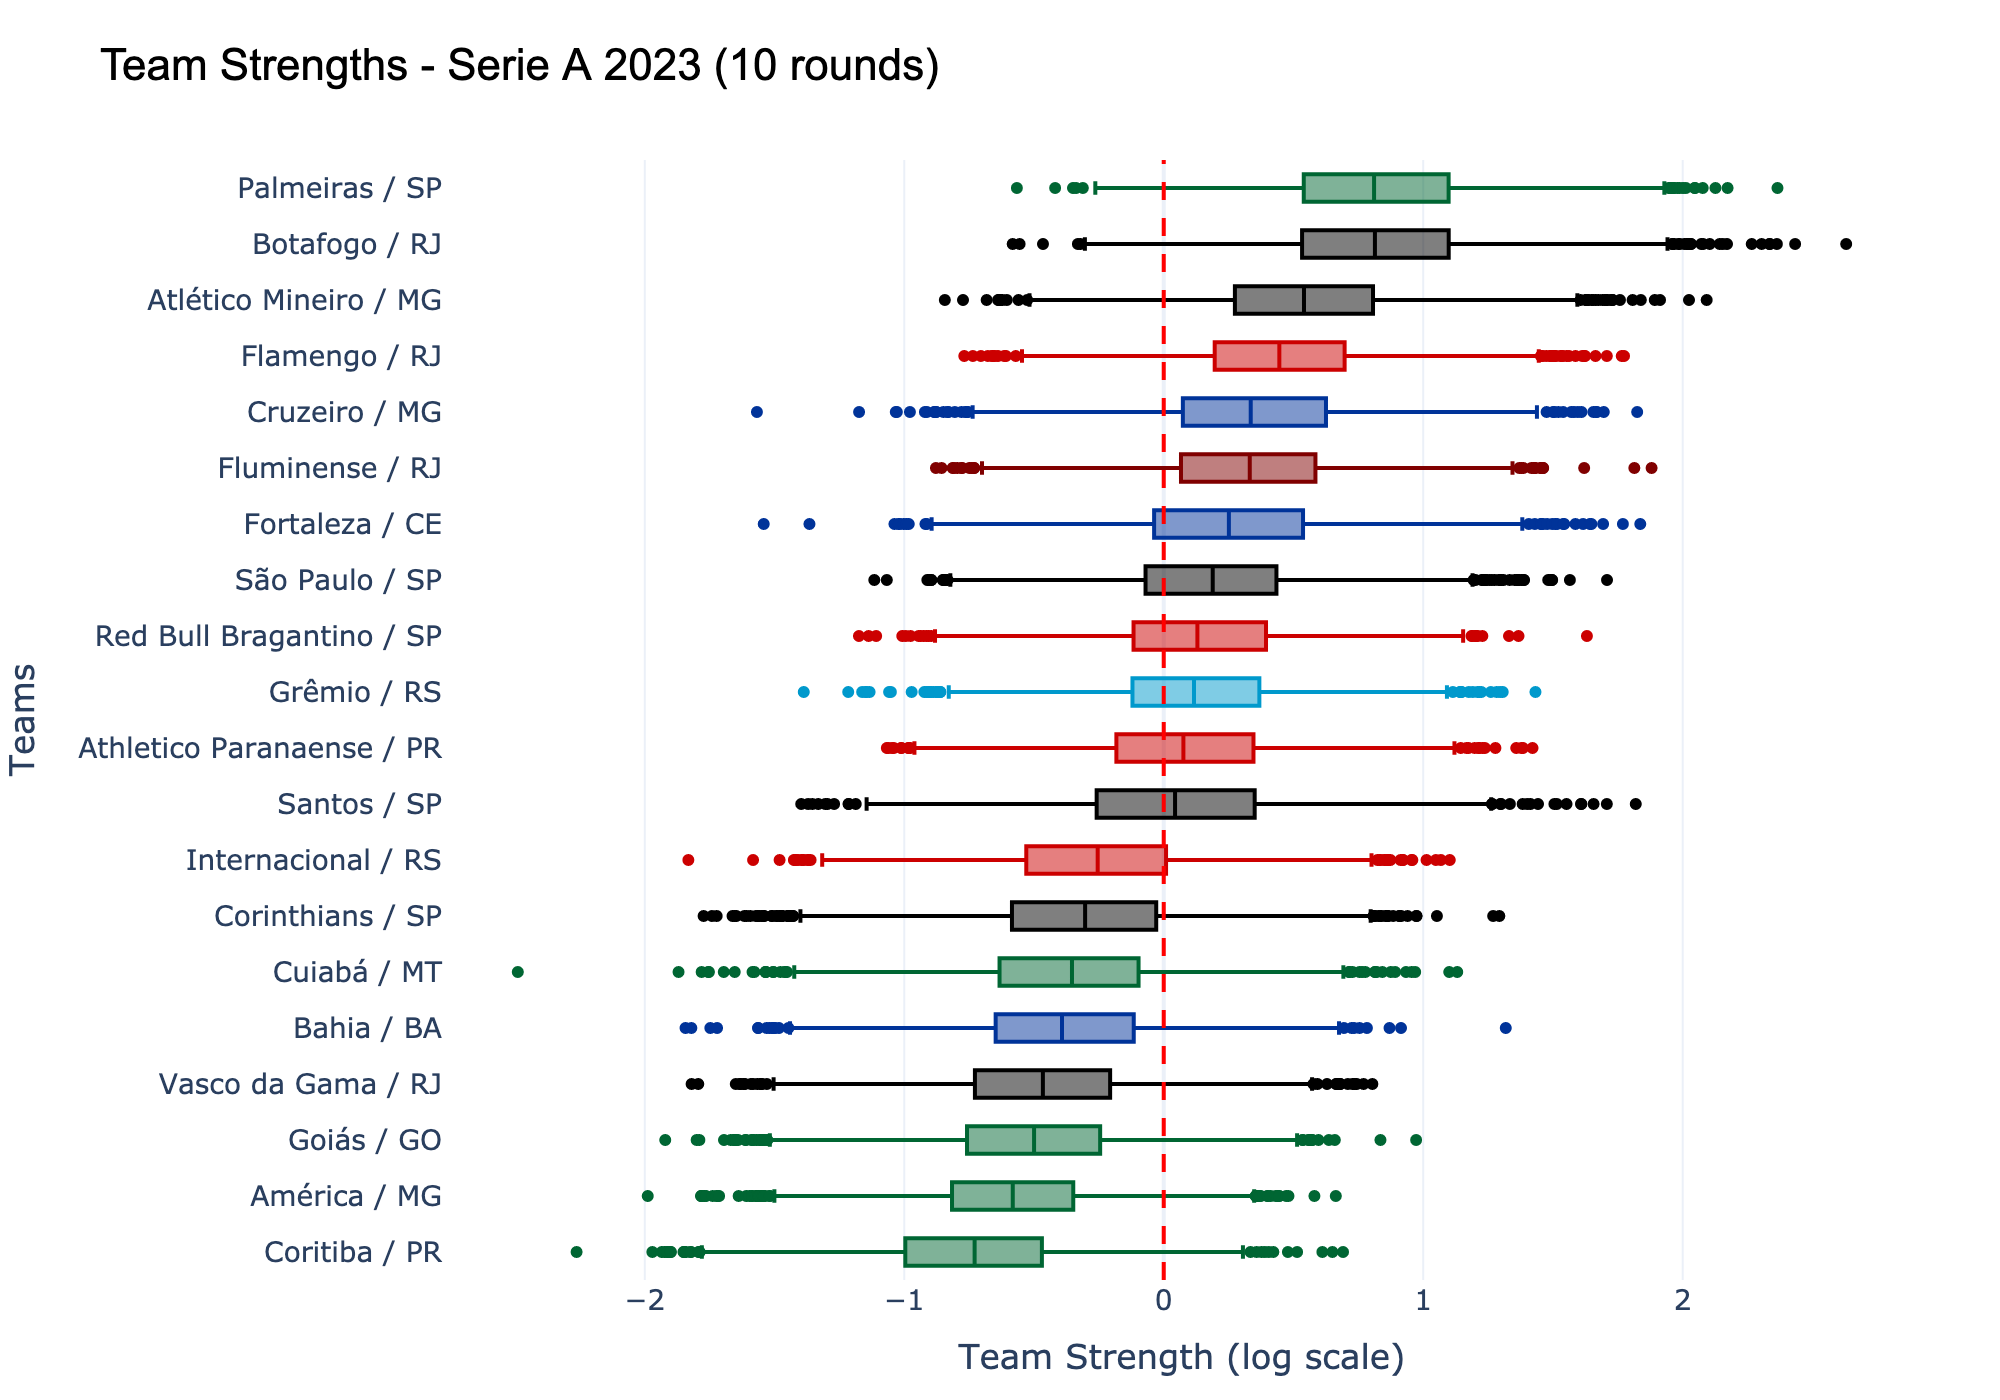 Team Strengths - Serie A 2023 (10 rounds)
Palmeiras / SP
Botafogo / RJ
Atlético Mineiro / MG
Flamengo / RJ
Cruzeiro / MG
Fluminense / RJ
Fortaleza / CE
São Paulo / SP
Red Bull Bragantino / SP
Grêmio / RS
Athletico Paranaense / PR
Santos / SP
Internacional / RS
Corinthians / SP
Cuiabá / MT
Bahia / BA
Vasco da Gama / RJ
Goiás / GO
América / MG
Coritiba / PR
Teams
−2 −1 0 1 2
Team Strength (log scale)